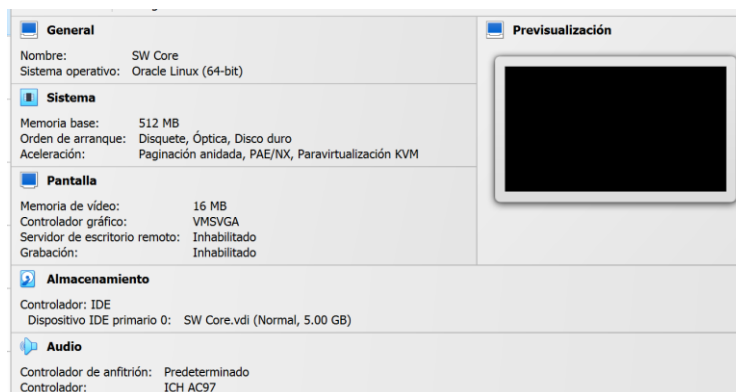 General
Nombre: SW Core
Sistema operativo: Oracle Linux (64-bit)
Sistema
Memoria base: 512 MB
Orden de arranque: Disquete, Óptica, Disco duro
Aceleración: Paginación anidada, PAE/NX, Paravirtualización KVM
Pantalla
Memoria de vídeo: 16 MB
Controlador gráfico: VMSVGA
Servidor de escritorio remoto: Inhabilitado
Grabación: Inhabilitado
Almacenamiento
Controlador: IDE
Dispositivo IDE primario 0: SW Core.vdi (Normal, 5.00 GB)
Audio
Controlador de anfitrión: Predeterminado
Controlador: ICH AC97
Previsualización